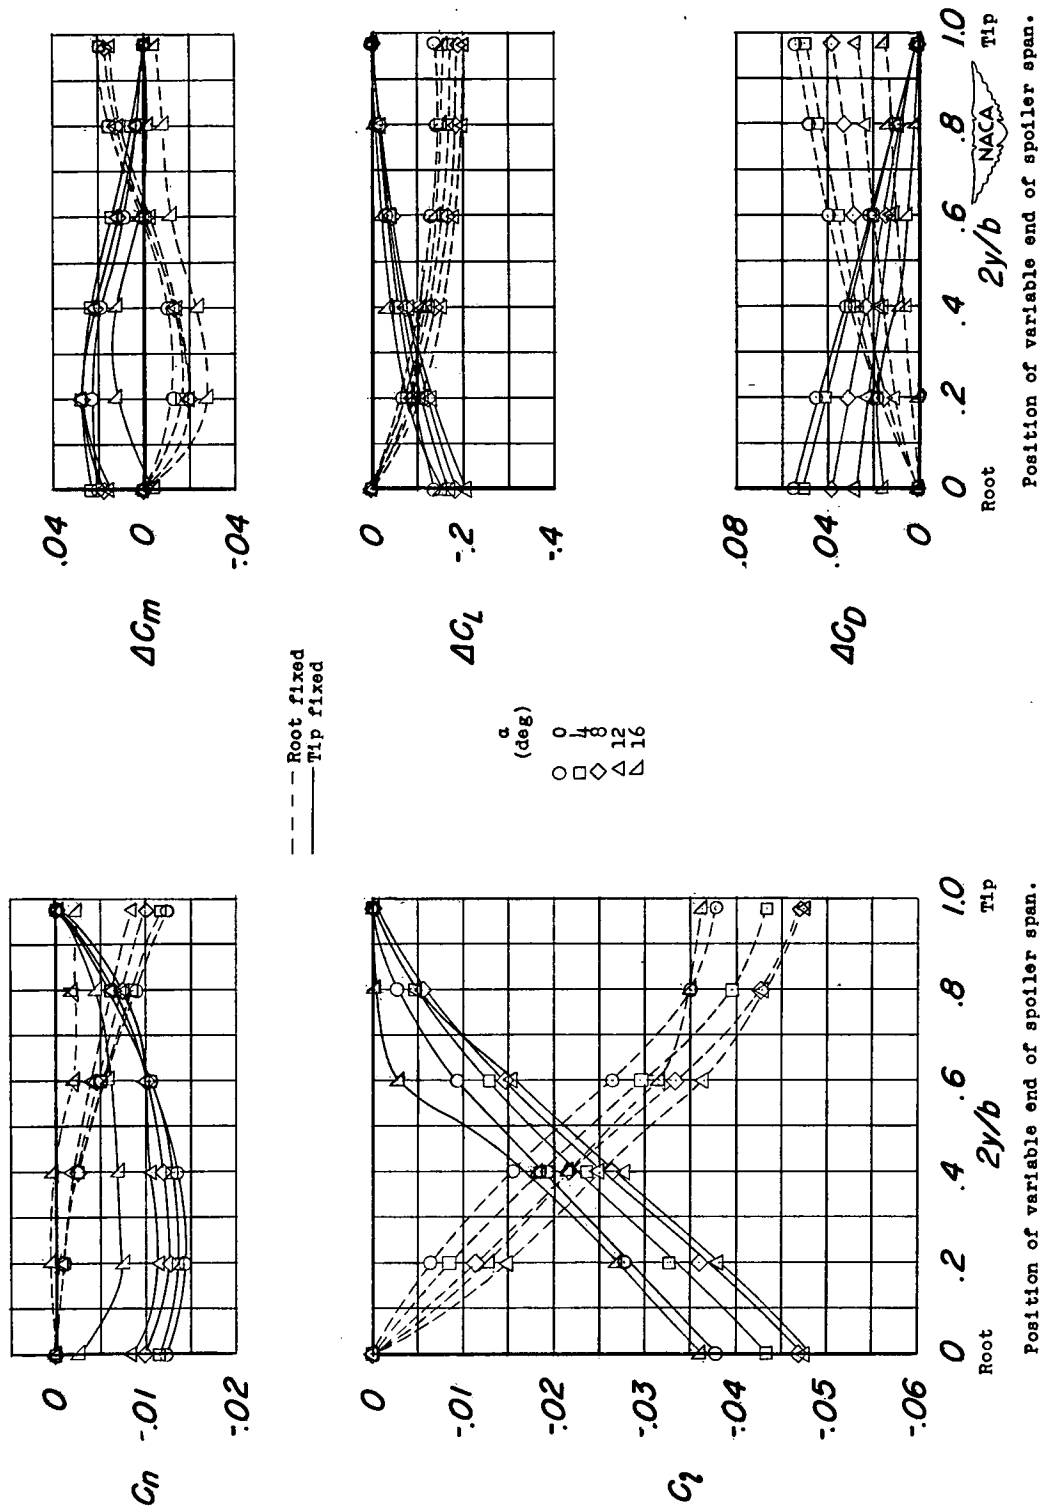 .04
0
-.04
ΔCm
0
-.2
-.4
ΔCL
.08
.04
0
ΔCD
0
.2
.4
.6
.8
1.0
Root
2y/b
Tip
NACA
Position of variable end of spoiler span.
Root fixed
Tip fixed
α
(deg)
0
4
8
12
16
0
-.01
-.02
Cn
0
-.01
-.02
-.03
-.04
-.05
-.06
Cl
0
.2
.4
.6
.8
1.0
Root
2y/b
Tip
Position of variable end of spoiler span.